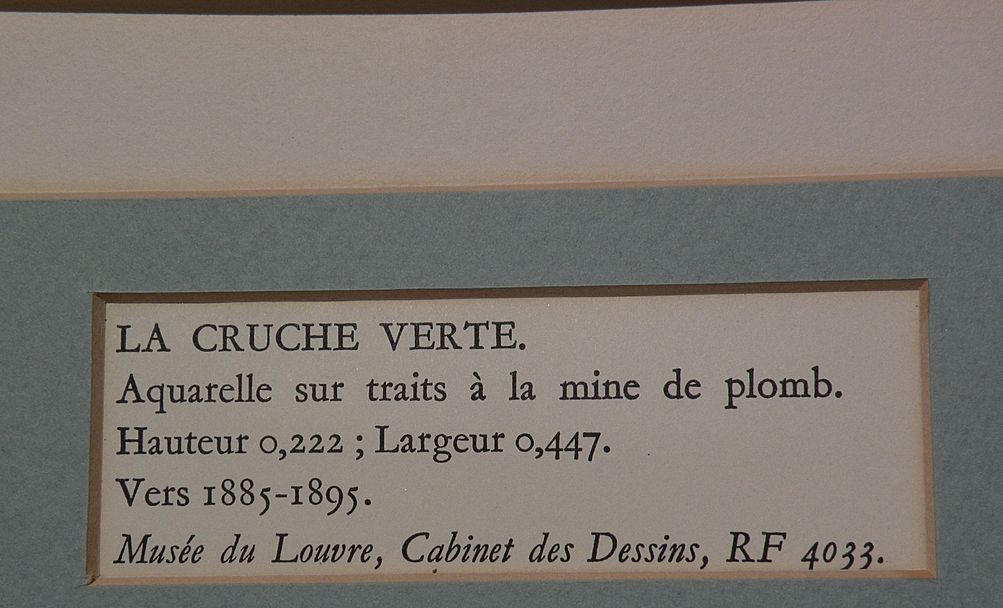 LA CRUCHE VERTE.
Aquarelle sur traits à la mine de plomb.
Hauteur 0,222 ; Largeur 0,447.
Vers 1885-1895.
Musée du Louvre, Cabinet des Dessins, RF 4033.